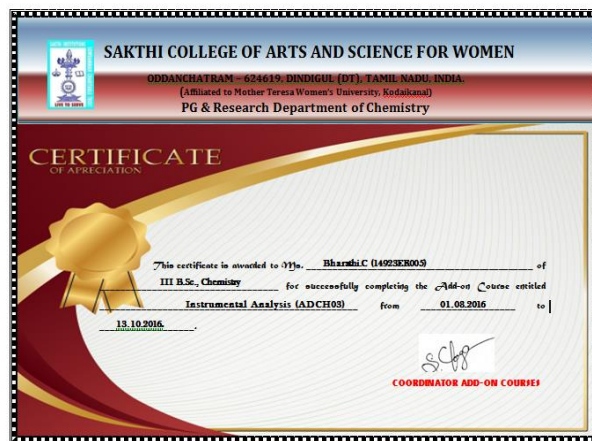 SAKTHI COLLEGE OF ARTS AND SCIENCE FOR WOMEN
ODDANCHATRAM – 624619. DINDIGUL (DT), TAMIL NADU, INDIA.
(Affiliated to Mother Teresa Women's University, Kodaikanal)
PG & Research Department of Chemistry
CERTIFICATE
OF APRECIATION
This certificate is awarded to Ms. Bharathi.C (14923ER005) of
III B.Sc., Chemistry for successfully completing the Add-on Course entitled
Instrumental Analysis (ADCH03) from 01.08.2016 to
13.10.2016.
COORDINATOR ADD-ON COURSES